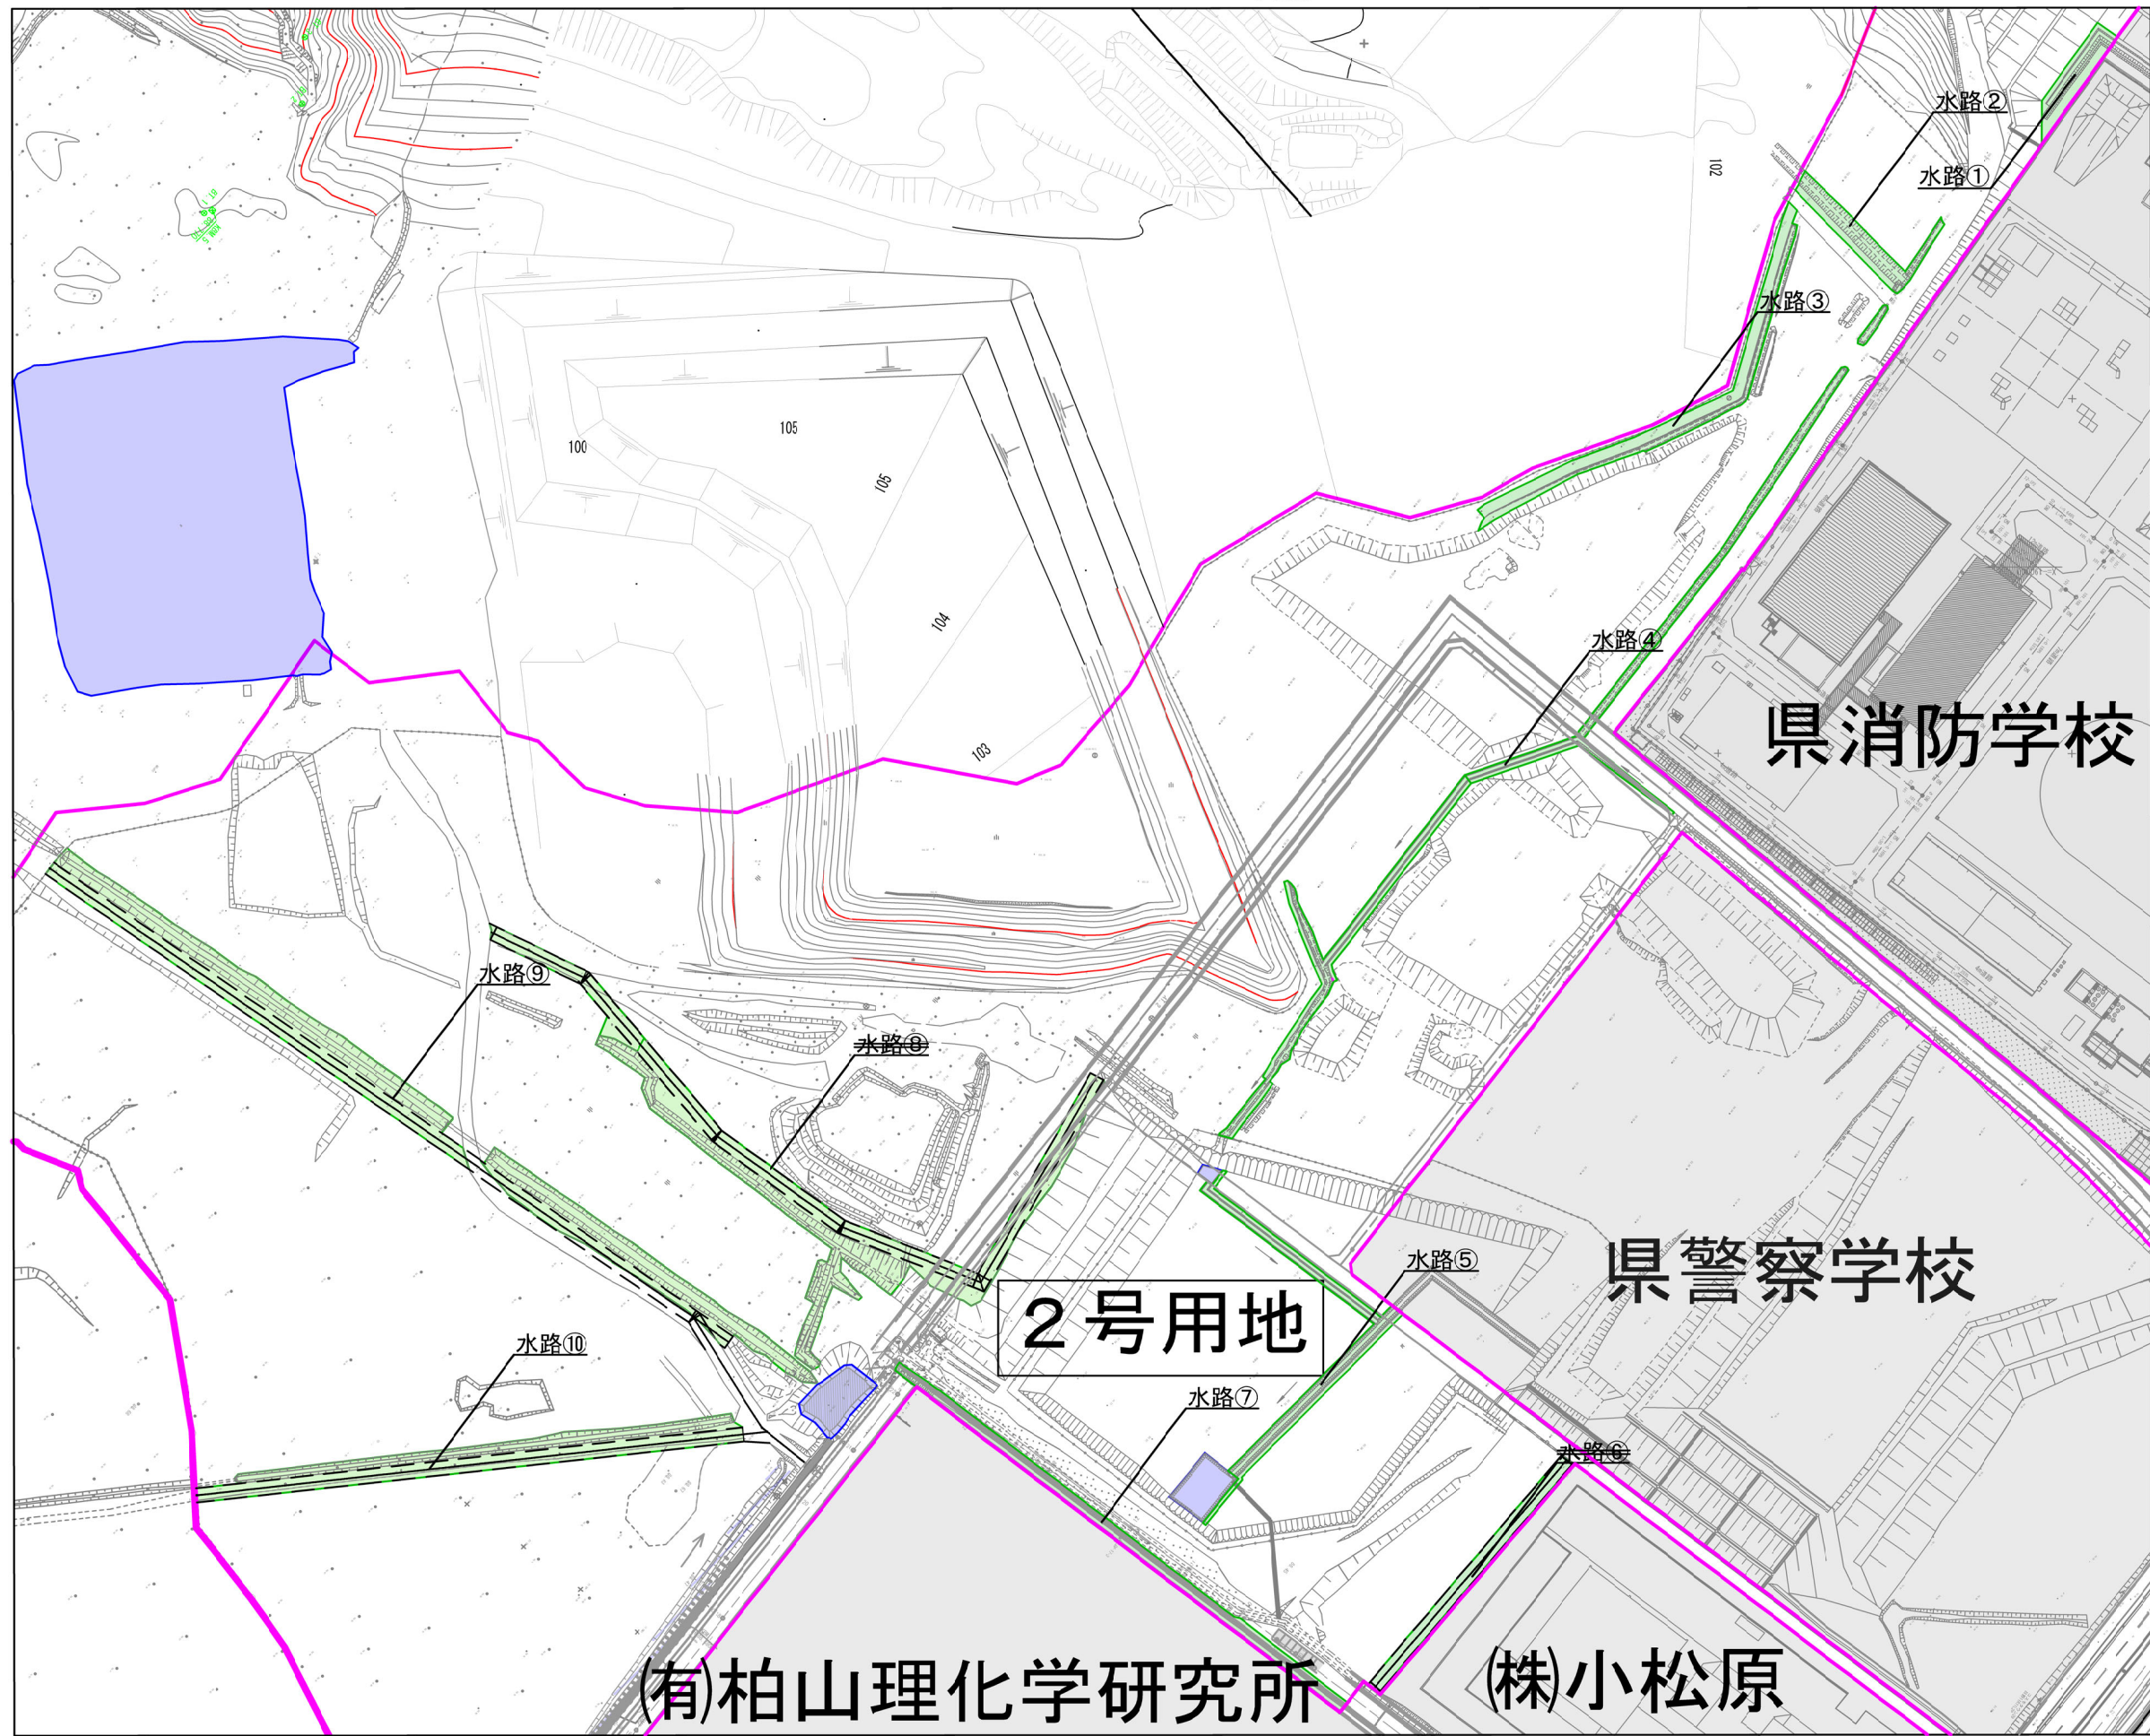 水路②
102
水路①
水路③
105
100
105
104
水路④
県消防学校
103
水路⑨
水路⑧
水路⑤
県警察学校
２号用地
水路⑩
水路⑦
水路⑥
㈲柏山理化学研究所
㈱小松原